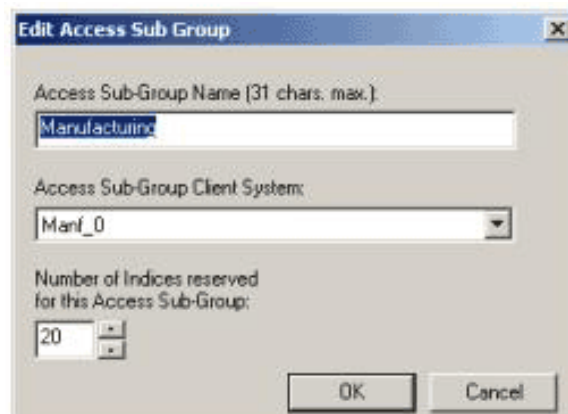 Edit Access Sub Group
Access Sub-Group Name (31 chars. max.):
Manufacturing
Access Sub-Group Client System:
Manf_0
Number of Indices reserved
for this Access Sub-Group:
20
OK Cancel